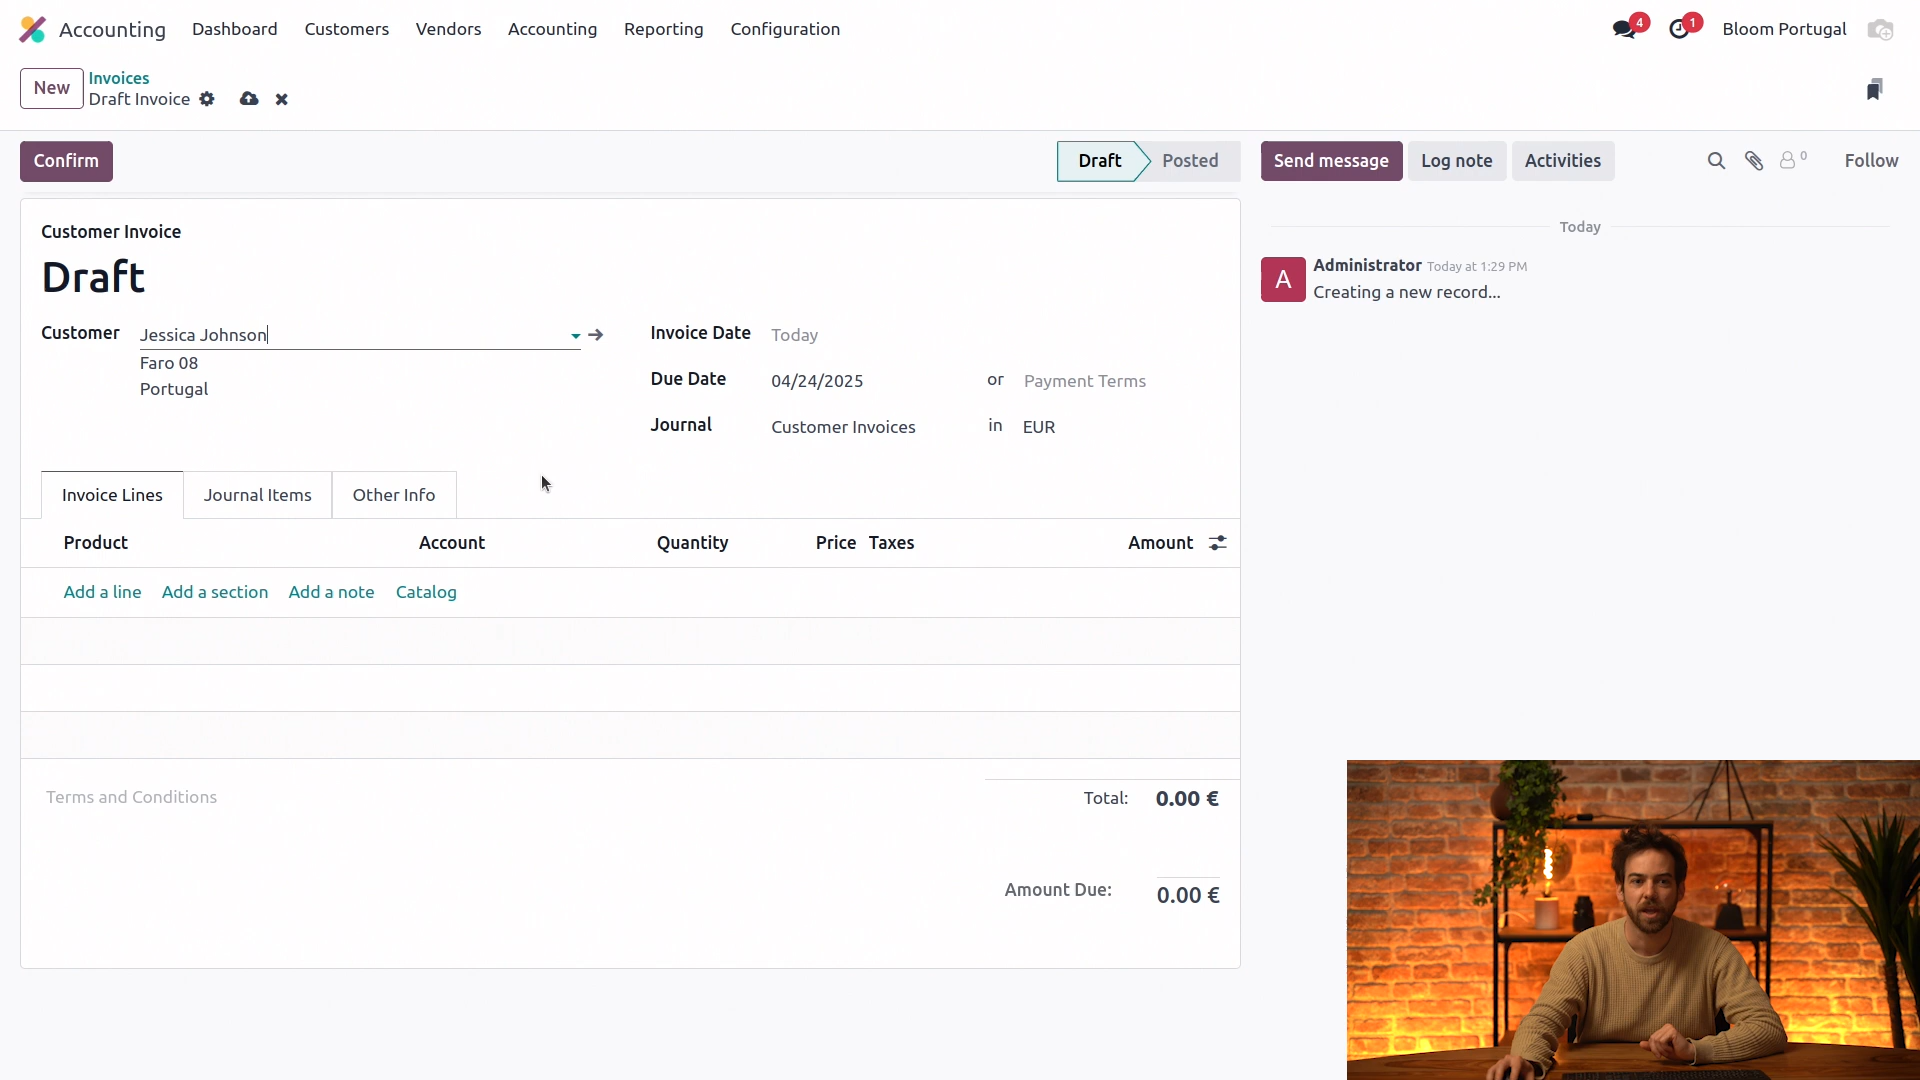 Accounting Dashboard Customers Vendors Accounting Reporting Configuration 4 1 Bloom Portugal
New Invoices
Draft Invoice
Confirm Draft Posted Send message Log note Activities 0 Follow
Customer Invoice
Draft
Customer Jessica Johnson
Faro 08
Portugal
Invoice Date Today
Due Date 04/24/2025 or Payment Terms
Journal Customer Invoices in EUR
Invoice Lines Journal Items Other Info
Product Account Quantity Price Taxes Amount
Add a line Add a section Add a note Catalog
Terms and Conditions
Total: 0.00 €
Amount Due: 0.00 €
Today
A Administrator Today at 1:29 PM
Creating a new record...